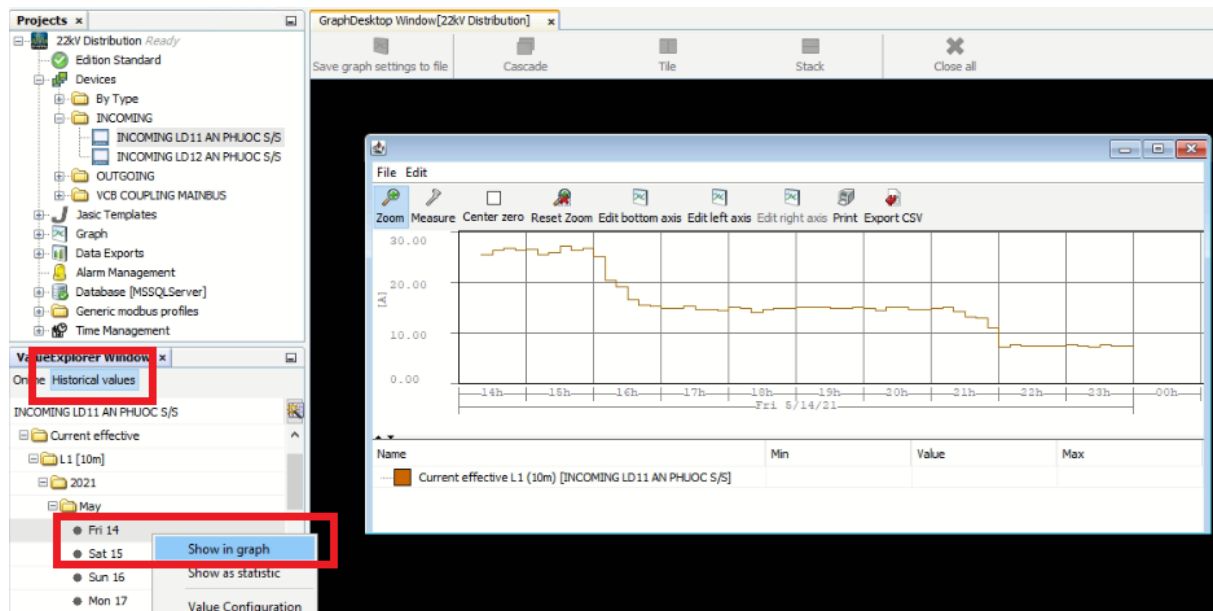 Projects
22kV Distribution Ready
Edition Standard
Devices
By Type
INCOMING
INCOMING LD11 AN PHUOC S/S
INCOMING LD12 AN PHUOC S/S
OUTGOING
VCB COUPLING MAINBUS
Jasic Templates
Graph
Data Exports
Alarm Management
Database [MSSQLServer]
Generic modbus profiles
Time Management
ValueExplorer Window
Online Historical values
INCOMING LD11 AN PHUOC S/S
Current effective
L1 [10m]
2021
May
Fri 14
Sat 15
Sun 16
Mon 17
Show in graph
Show as statistic
Value Configuration
GraphDesktop Window[22kV Distribution]
Save graph settings to file Cascade Tile Stack Close all
File Edit
Zoom Measure Center zero Reset Zoom Edit bottom axis Edit left axis Edit right axis Print Export CSV
30.00
20.00
[A]
10.00
0.00
14h 15h 16h 17h 18h 19h 20h 21h 22h 23h 00h
Fri 5/14/21
Name Min Value Max
Current effective L1 (10m) [INCOMING LD11 AN PHUOC S/S]